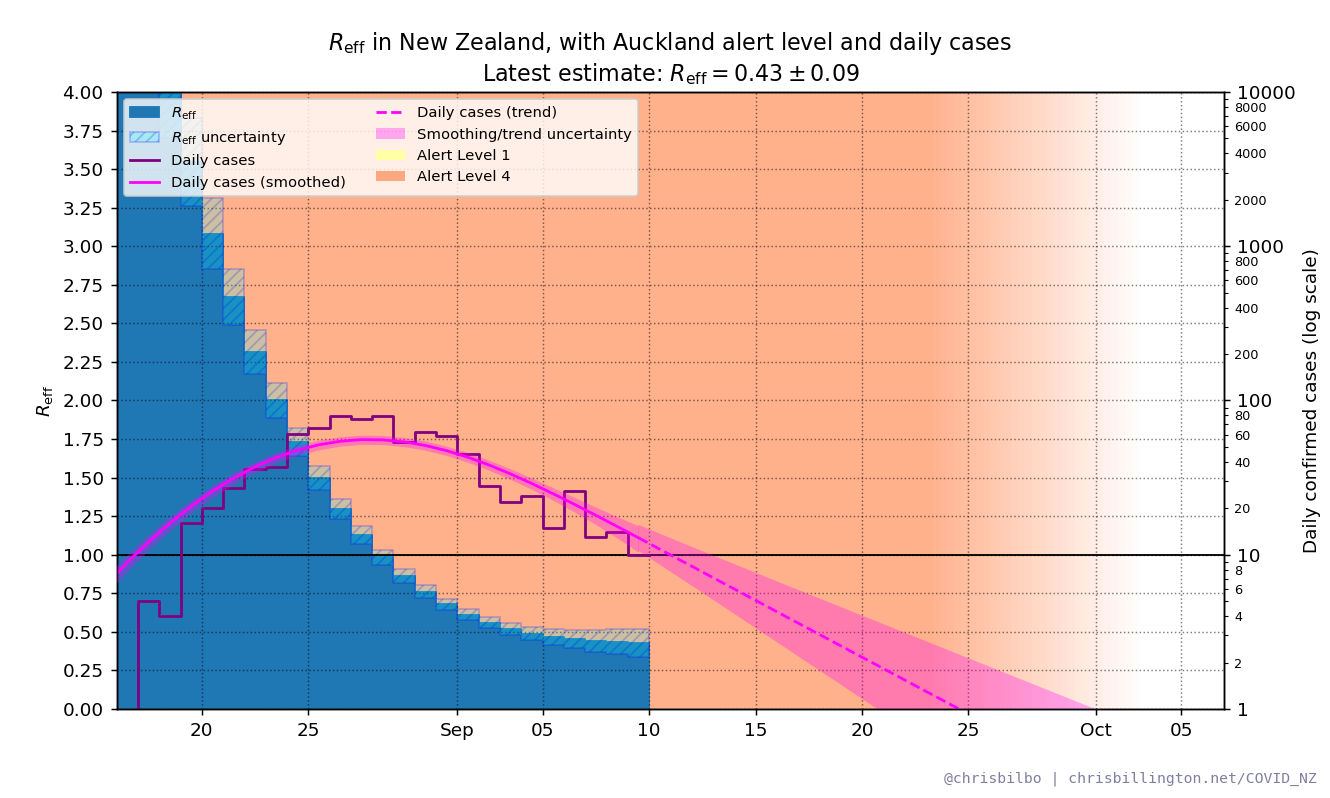 R_eff in New Zealand, with Auckland alert level and daily cases
Latest estimate: R_eff = 0.43 ± 0.09
R_eff
R_eff uncertainty
Daily cases
Daily cases (smoothed)
Daily cases (trend)
Smoothing/trend uncertainty
Alert Level 1
Alert Level 4
R_eff
4.00
3.75
3.50
3.25
3.00
2.75
2.50
2.25
2.00
1.75
1.50
1.25
1.00
0.75
0.50
0.25
0.00
10000
8000
6000
4000
2000
1000
800
600
400
200
100
80
60
40
20
10
8
6
4
2
1
Daily confirmed cases (log scale)
20 25 Sep 05 10 15 20 25 Oct 05
@chrisbilbo | chrisbillington.net/COVID_NZ